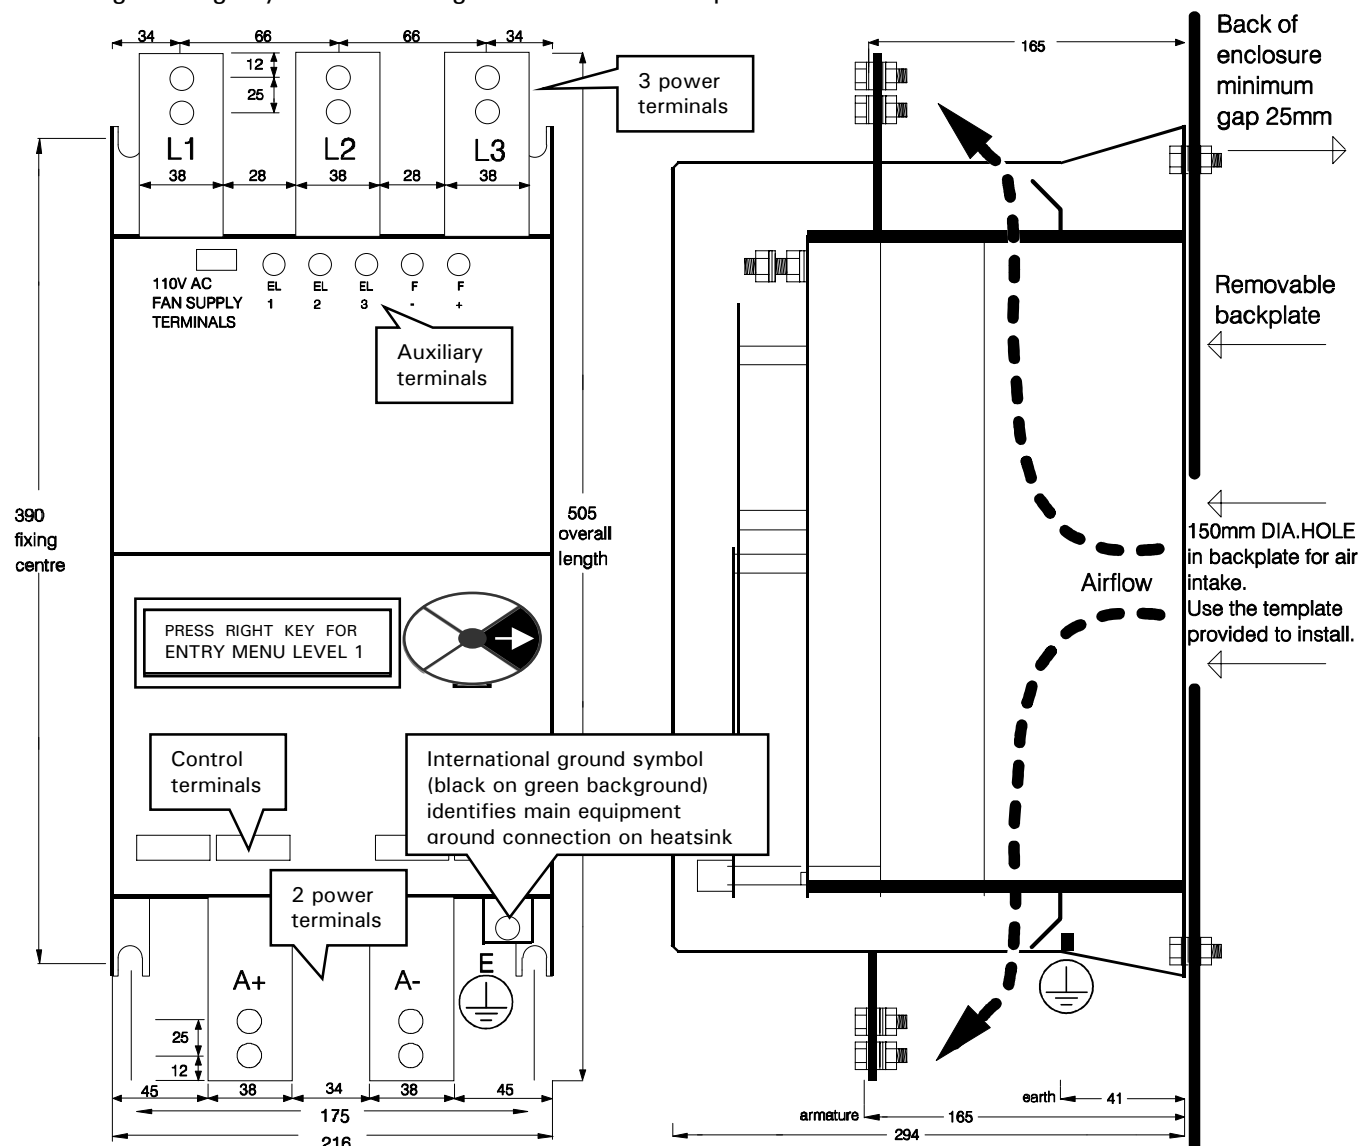 34
66
66
34
12
25
3 power
terminals
L1
L2
L3
38
28
38
28
38
110V AC
FAN SUPPLY
TERMINALS
EL
1
EL
2
EL
3
F
-
F
+
Auxiliary
terminals
390
fixing
centre
505
overall
length
PRESS RIGHT KEY FOR
ENTRY MENU LEVEL 1
Control
terminals
International ground symbol
(black on green background)
identifies main equipment
ground connection on heatsink
2 power
terminals
A+
A-
E
25
12
45
38
34
38
45
175
216
165
Back of
enclosure
minimum
gap 25mm
Removable
backplate
150mm DIA.HOLE
in backplate for air
intake.
Use the template
provided to install.
Airflow
earth
41
armature
165
294